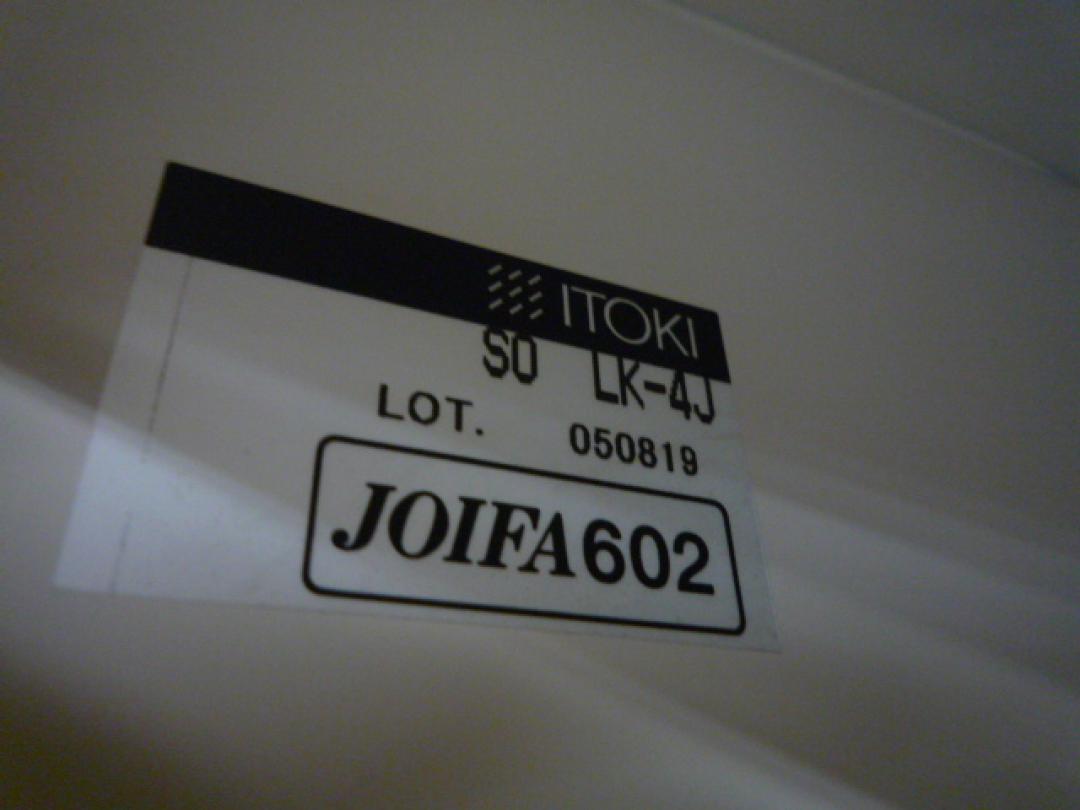 ITOKI
SO LK-4J
LOT. 050819
JOIFA602